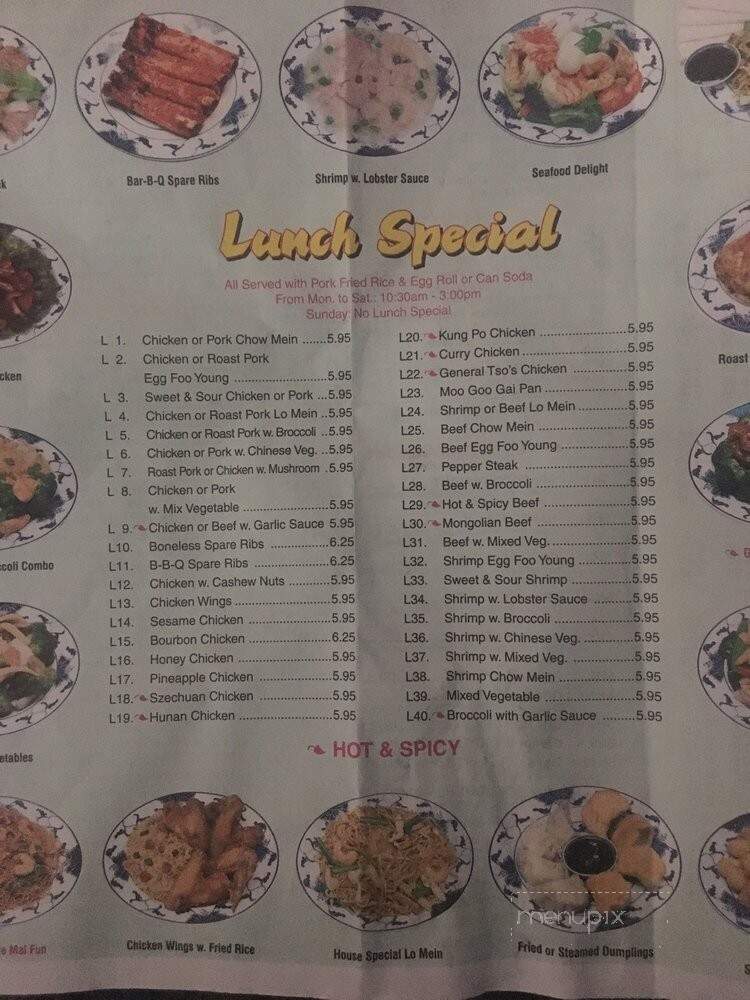 Bar-B-Q Spare Ribs
Shrimp w. Lobster Sauce
Seafood Delight
Lunch Special
All Served with Pork Fried Rice & Egg Roll or Can Soda
From Mon. to Sat.: 10:30am - 3:00pm
Sunday: No Lunch Special
L 1. Chicken or Pork Chow Mein .......5.95
L 2. Chicken or Roast Pork
Egg Foo Young ............................5.95
L 3. Sweet & Sour Chicken or Pork ...5.95
L 4. Chicken or Roast Pork Lo Mein ..5.95
L 5. Chicken or Roast Pork w. Broccoli ..5.95
L 6. Chicken or Pork w. Chinese Veg. ..5.95
L 7. Roast Pork or Chicken w. Mushroom .5.95
L 8. Chicken or Pork
w. Mix Vegetable .........................5.95
L 9. Chicken or Beef w. Garlic Sauce 5.95
L10. Boneless Spare Ribs .................6.25
L11. B-B-Q Spare Ribs ......................6.25
L12. Chicken w. Cashew Nuts ............5.95
L13. Chicken Wings ............................5.95
L14. Sesame Chicken ........................5.95
L15. Bourbon Chicken ........................6.25
L16. Honey Chicken ...........................5.95
L17. Pineapple Chicken ......................5.95
L18. Szechuan Chicken ......................5.95
L19. Hunan Chicken ............................5.95
L20. Kung Po Chicken ...........................5.95
L21. Curry Chicken ................................5.95
L22. General Tso's Chicken ................5.95
L23. Moo Goo Gai Pan .........................5.95
L24. Shrimp or Beef Lo Mein ...............5.95
L25. Beef Chow Mein ...........................5.95
L26. Beef Egg Foo Young ....................5.95
L27. Pepper Steak ...............................5.95
L28. Beef w. Broccoli ...........................5.95
L29. Hot & Spicy Beef ..........................5.95
L30. Mongolian Beef ...........................5.95
L31. Beef w. Mixed Veg. .......................5.95
L32. Shrimp Egg Foo Young ................5.95
L33. Sweet & Sour Shrimp ..................5.95
L34. Shrimp w. Lobster Sauce ...........5.95
L35. Shrimp w. Broccoli .......................5.95
L36. Shrimp w. Chinese Veg. ...............5.95
L37. Shrimp w. Mixed Veg. ..................5.95
L38. Shrimp Chow Mein ......................5.95
L39. Mixed Vegetable ..........................5.95
L40. Broccoli with Garlic Sauce .........5.95
HOT & SPICY
cken
Roast
ccoli Combo
etables
e Mai Fun
Chicken Wings w. Fried Rice
House Special Lo Mein
Fried or Steamed Dumplings
menupix